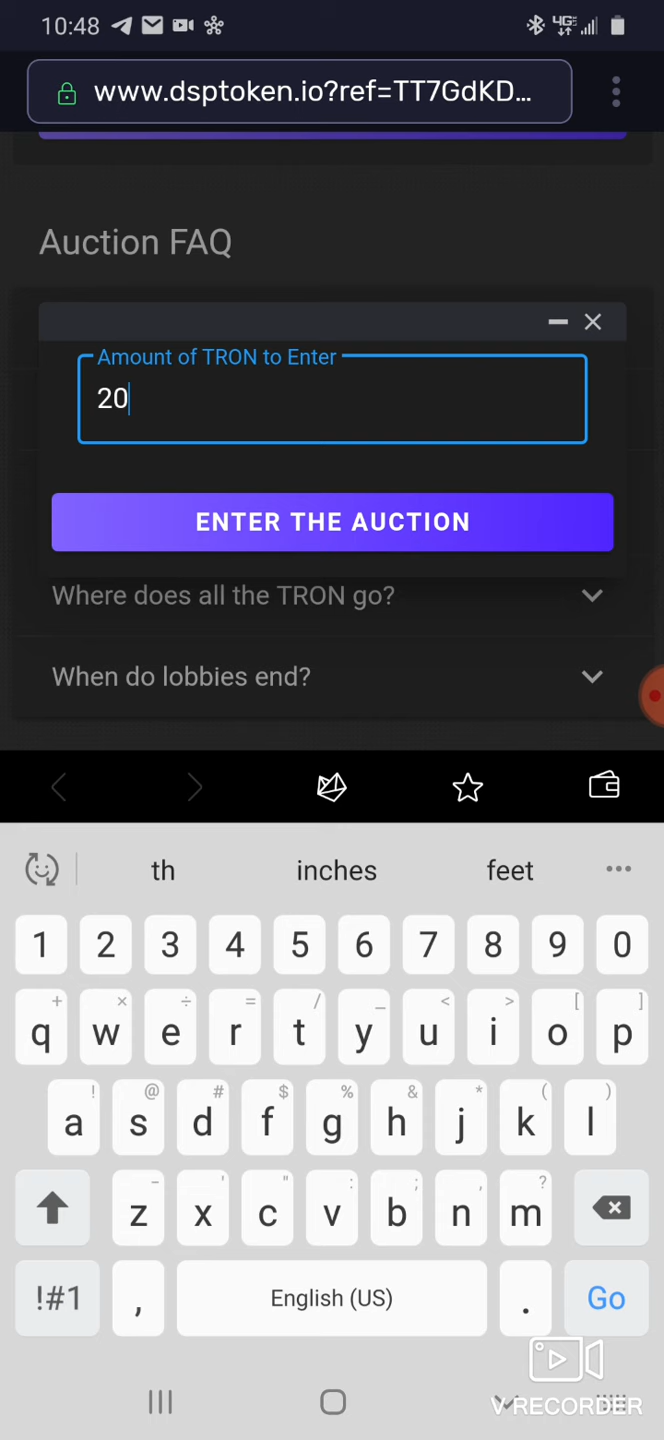 10:48
4GE
www.dsptoken.io?ref=TT7GdKD...
Auction FAQ
Amount of TRON to Enter
20
ENTER THE AUCTION
Where does all the TRON go?
When do lobbies end?
th inches feet
1 2 3 4 5 6 7 8 9 0
+ × ÷ = / _ < > [ ]
q w e r t y u i o p
! @ # $ % & * ( )
a s d f g h j k l
- ' " : ; , ?
z x c v b n m
!#1 , English (US) . Go
V-RECORDER